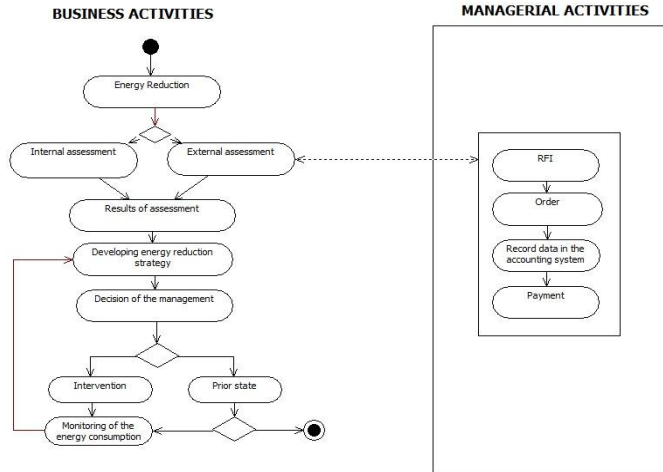 BUSINESS ACTIVITIES
MANAGERIAL ACTIVITIES
Energy Reduction
Internal assessment
External assessment
Results of assessment
Developing energy reduction
strategy
Decision of the management
Intervention
Prior state
Monitoring of the
energy consumption
RFI
Order
Record data in the
accounting system
Payment